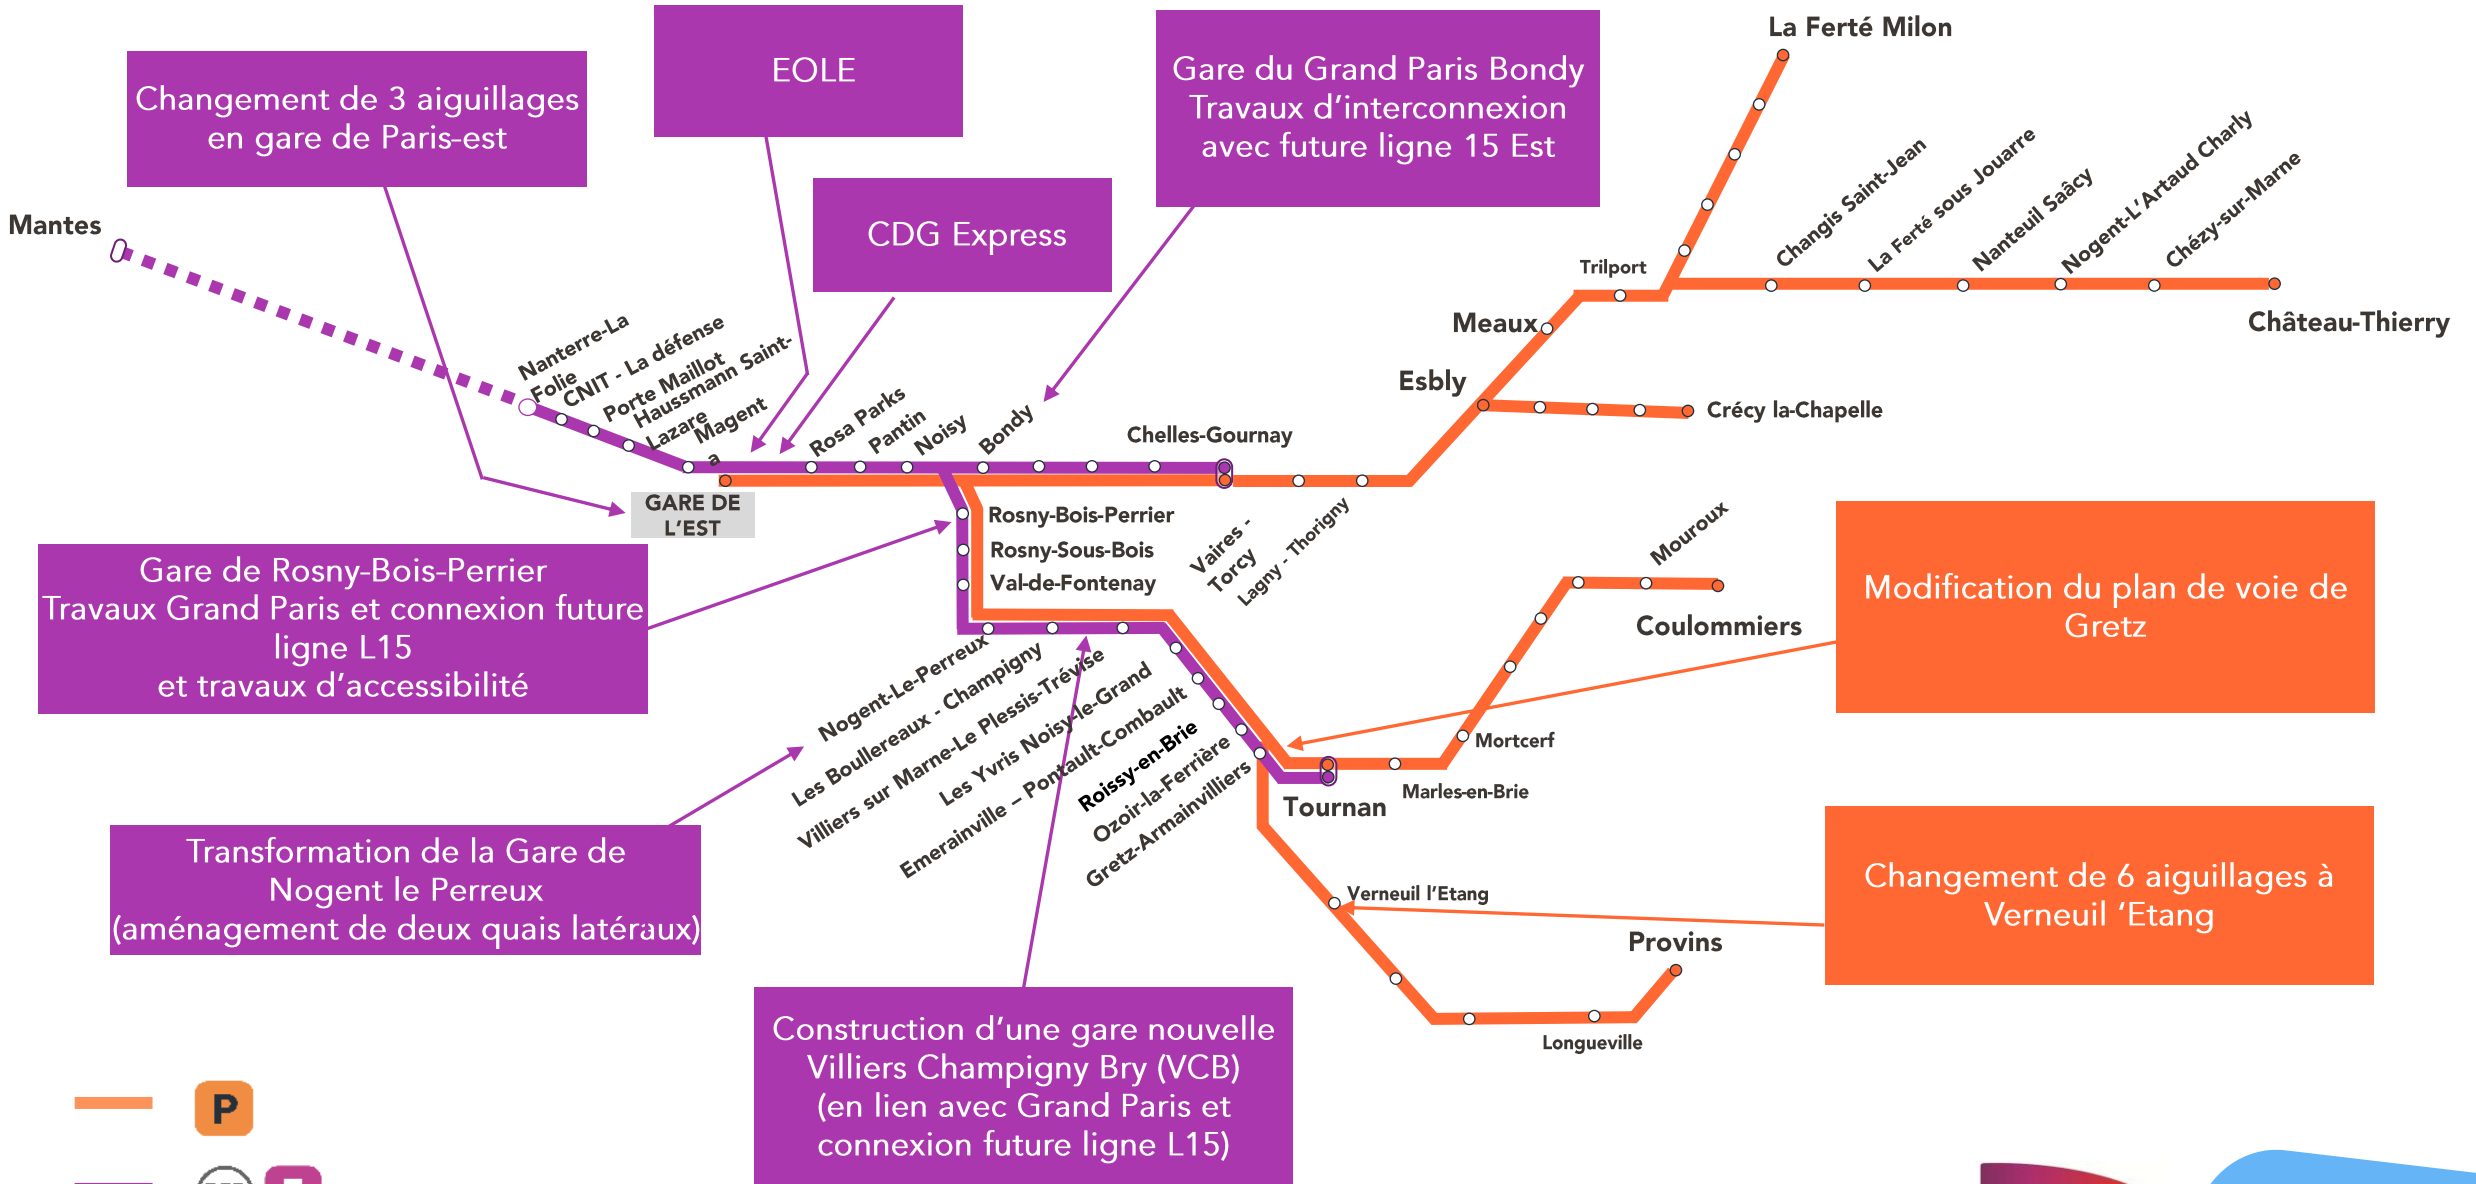 La Ferté Milon
EOLE
Changement de 3 aiguillages
en gare de Paris-est
Gare du Grand Paris Bondy
Travaux d’interconnexion
avec future ligne 15 Est
CDG Express
Mantes
Changis Saint-Jean
La Ferté sous Jouarre
Nanteuil Saâcy
Nogent-L’Artaud Charly
Chézy-sur-Marne
Trilport
Château-Thierry
Meaux
Esbly
Crécy la-Chapelle
Nanterre-La
Folie
CNIT - La défense
Porte Maillot
Haussmann Saint-
Lazare
Magent
a
Rosa Parks
Pantin
Noisy
Bondy
Chelles-Gournay
GARE DE
L’EST
Vaires -
Torcy
Lagny - Thorigny
Rosny-Bois-Perrier
Rosny-Sous-Bois
Val-de-Fontenay
Gare de Rosny-Bois-Perrier
Travaux Grand Paris et connexion future
ligne L15
et travaux d’accessibilité
Mouroux
Coulommiers
Modification du plan de voie de
Gretz
Nogent-Le-Perreux
Les Boullereaux - Champigny
Villiers sur Marne-Le Plessis-Trévise
Les Yvris Noisy-le-Grand
Emerainville – Pontault-Combault
Roissy-en-Brie
Ozoir-la-Ferrière
Gretz-Armainvilliers
Tournan
Marles-en-Brie
Mortcerf
Transformation de la Gare de
Nogent le Perreux
(aménagement de deux quais latéraux)
Verneuil l’Etang
Changement de 6 aiguillages à
Verneuil ‘Etang
Provins
Longueville
Construction d’une gare nouvelle
Villiers Champigny Bry (VCB)
(en lien avec Grand Paris et
connexion future ligne L15)
P